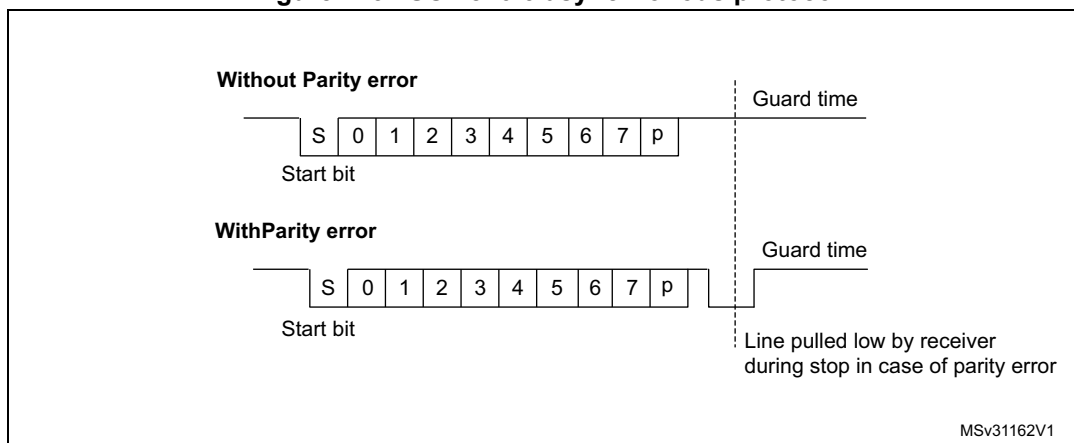 Without Parity error
Guard time
S 0 1 2 3 4 5 6 7 p
Start bit
WithParity error
Guard time
S 0 1 2 3 4 5 6 7 p
Start bit
Line pulled low by receiver
during stop in case of parity error
MSv31162V1